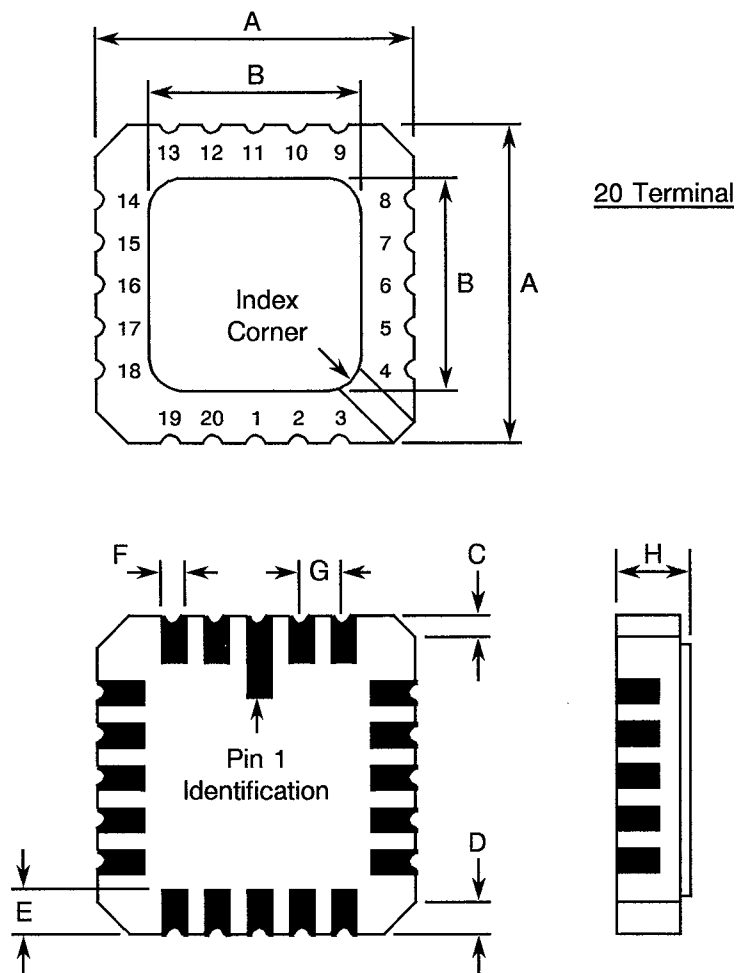 A
B
13 12 11 10 9
14 8
20 Terminal
15 7
16 6
B A
Index
Corner
17 5
18 4
19 20 1 2 3
F G C H
Pin 1
Identification
D
E